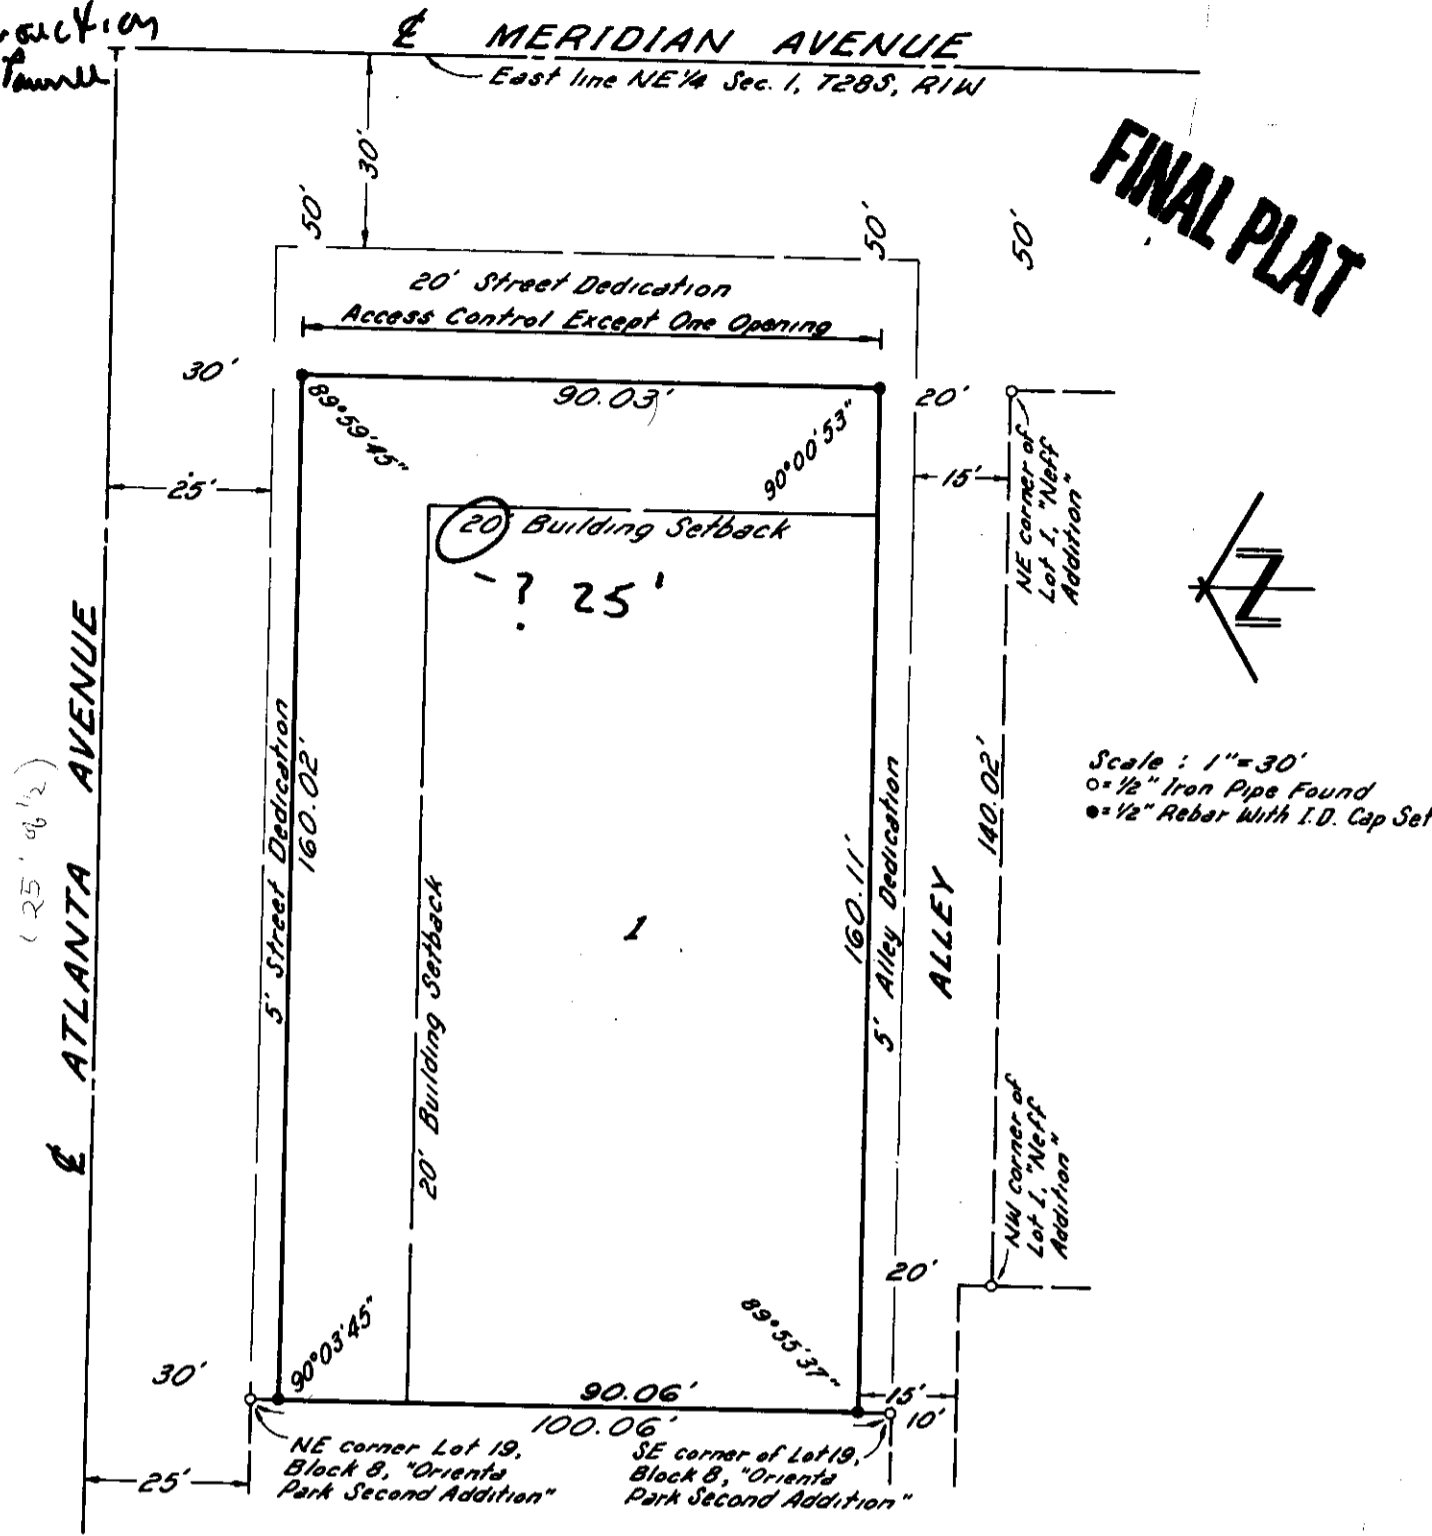 ℄ MERIDIAN AVENUE
East line NE 1/4 Sec. 1, T28S, R1W
FINAL PLAT
30'
50'
50'
50'
20' Street Dedication
Access Control Except One Opening
30'
90.03'
20'
89°59'45"
90°00'53"
25'
15'
NE corner of
Lot 1, "Neff
Addition"
20' Building Setback
- ? 25'
Z
℄ ATLANTA AVENUE
5' Street Dedication
160.02'
20' Building Setback
1
160.11'
5' Alley Dedication
ALLEY
140.02'
Scale : 1"=30'
○=1/2" Iron Pipe Found
●=1/2" Rebar With I.D. Cap Set
NW corner of
Lot 1, "Neff
Addition"
20'
30'
90°03'45"
89°55'37"
90.06'
15'
100.06'
10'
NE corner Lot 19,
Block 8, "Orienta
Park Second Addition"
SE corner of Lot 19,
Block 8, "Orienta
Park Second Addition"
25'